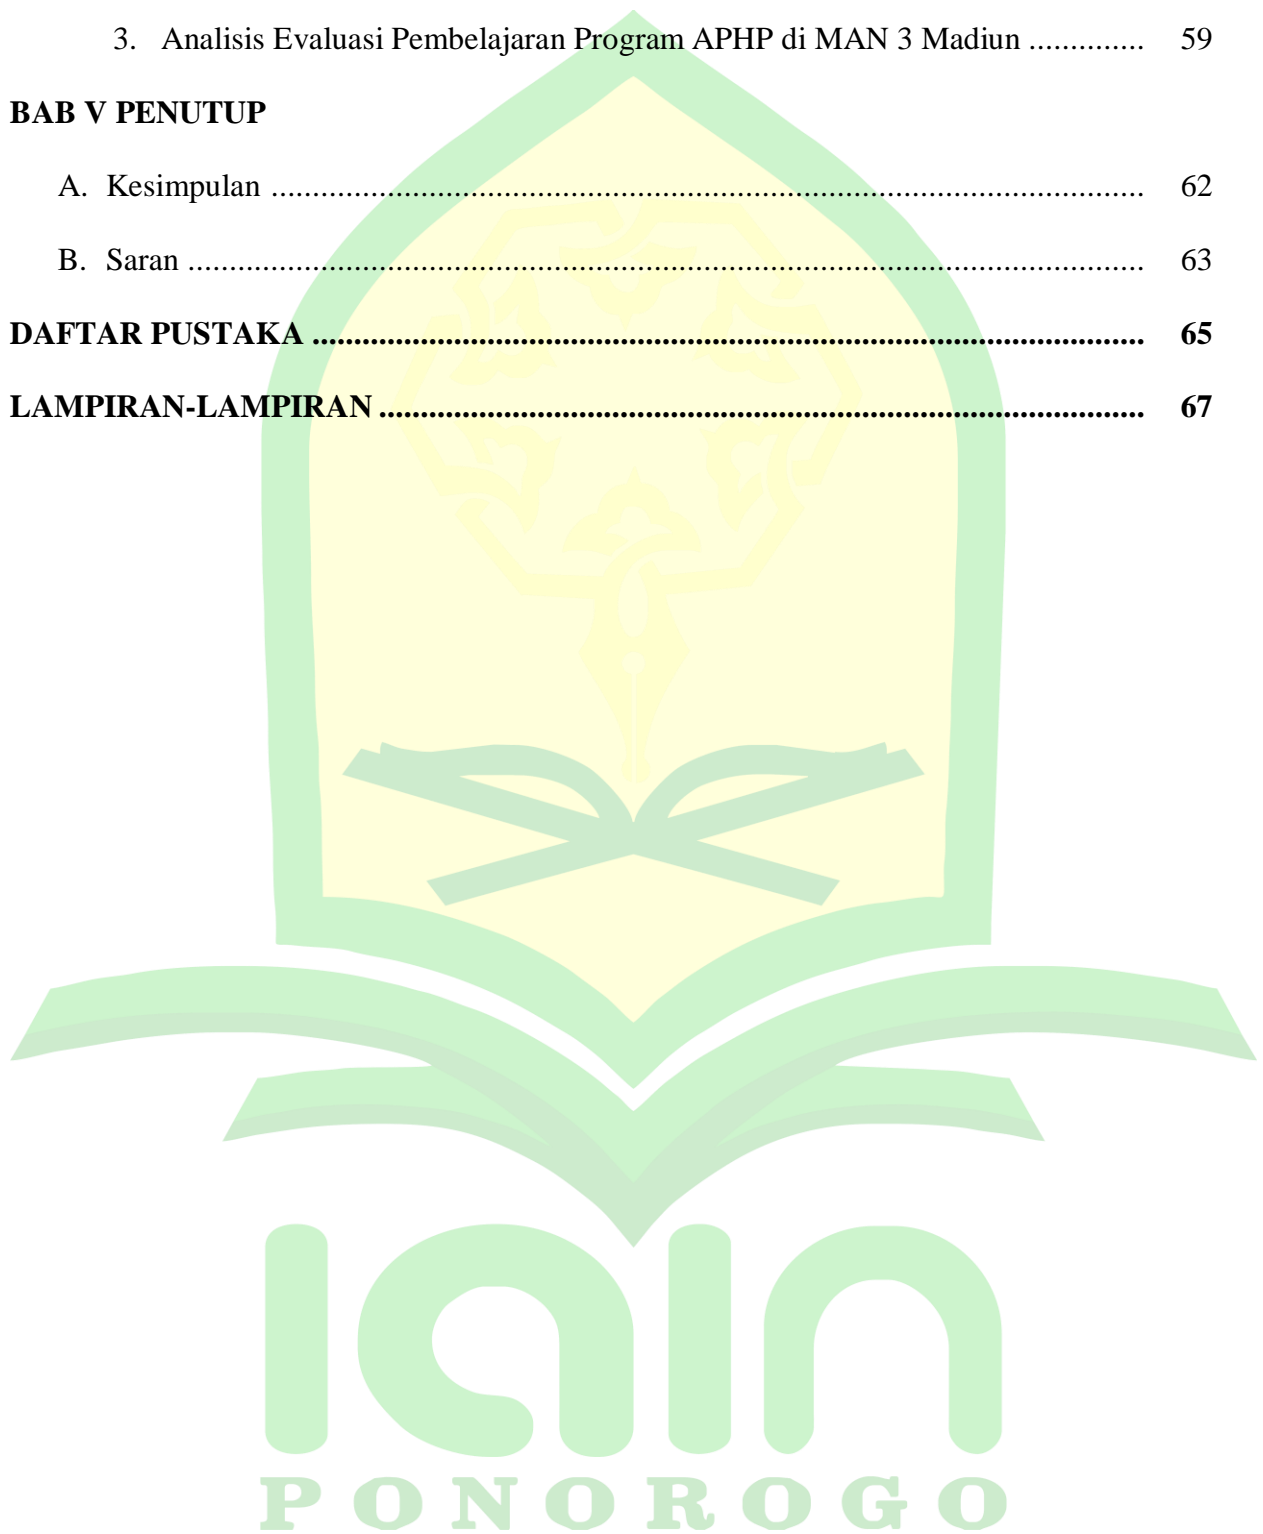 3. Analisis Evaluasi Pembelajaran Program APHP di MAN 3 Madiun .............. 59
BAB V PENUTUP
A. Kesimpulan .......................................................................................................... 62
B. Saran .................................................................................................................... 63
DAFTAR PUSTAKA ..................................................................................................... 65
LAMPIRAN-LAMPIRAN ............................................................................................. 67
iain
PONOROGO